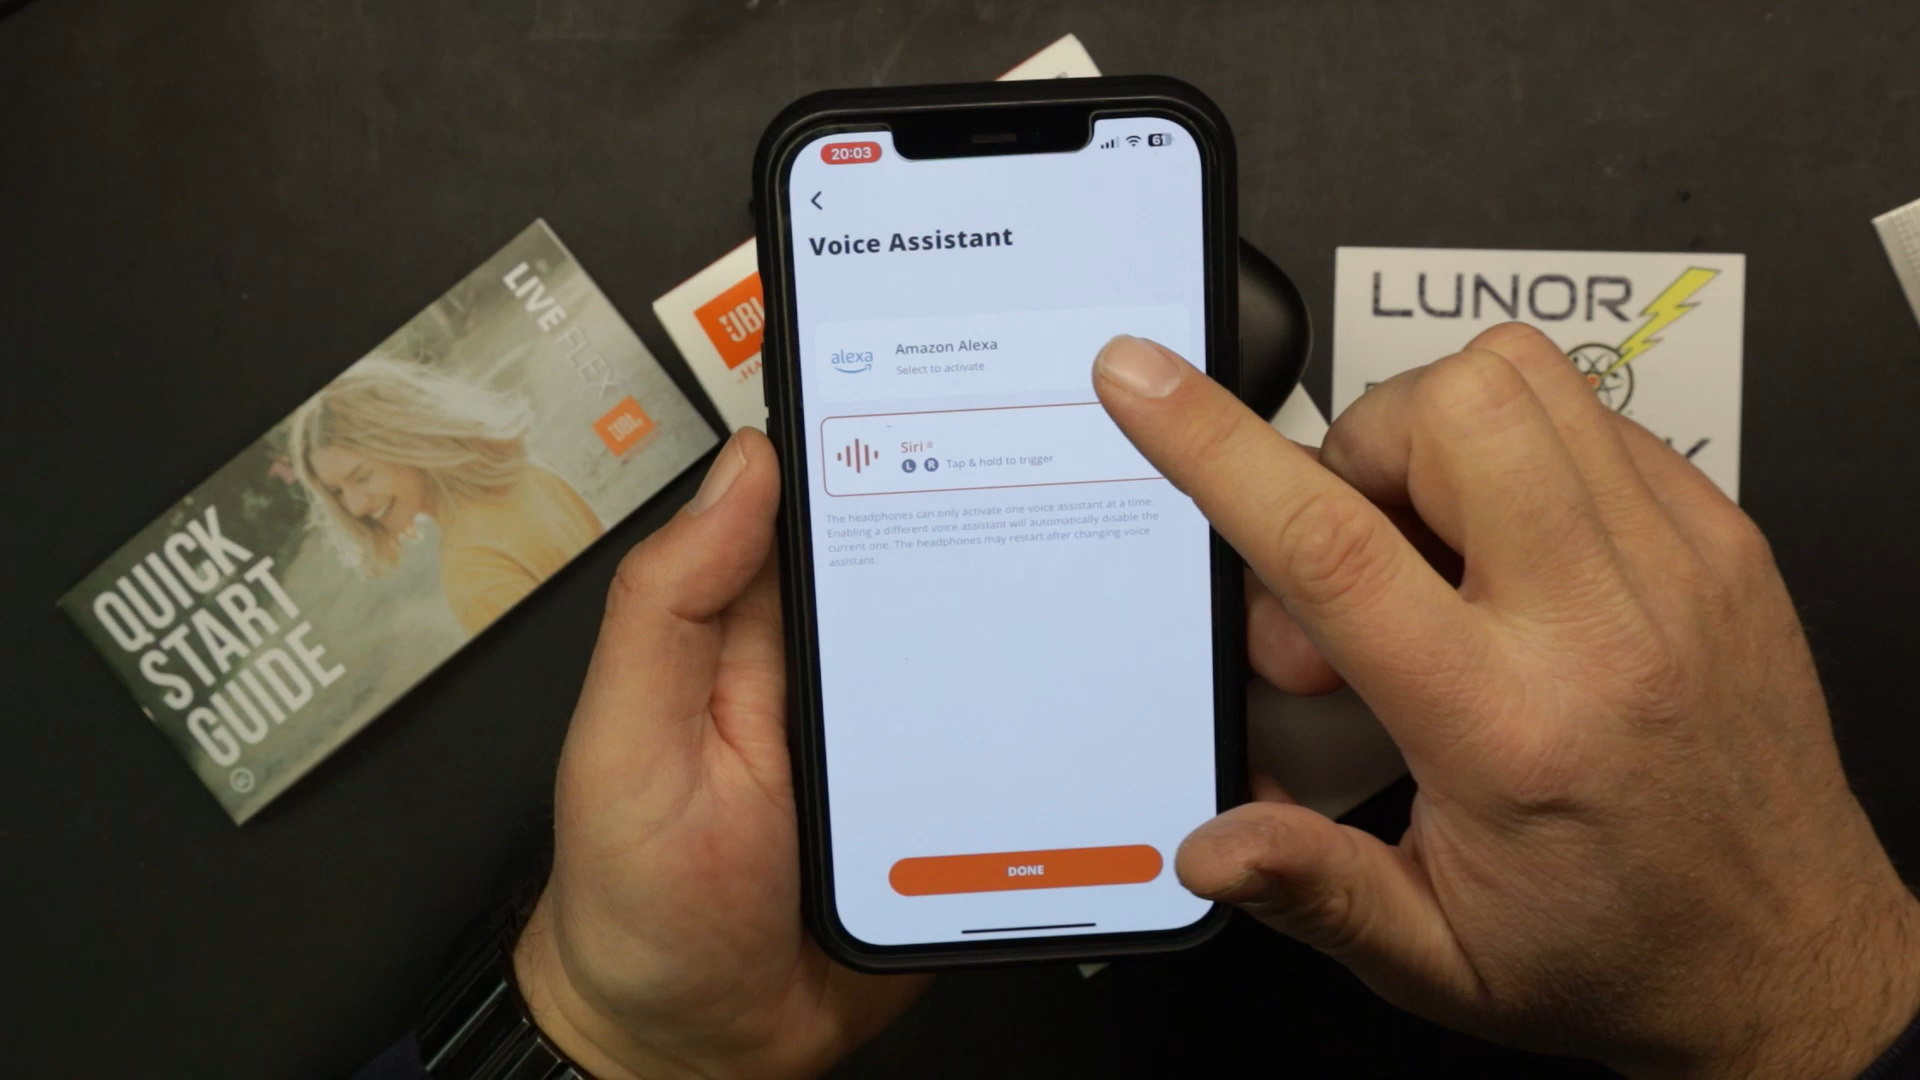 20:03
61
Voice Assistant
alexa
Amazon Alexa
Select to activate
Siri®
L R Tap & hold to trigger
The headphones can only activate one voice assistant at a time.
Enabling a different voice assistant will automatically disable the
current one. The headphones may restart after changing voice
assistant.
DONE
LIVE FLEX
JBL
QUICK
START
GUIDE
JBL
LUNOR